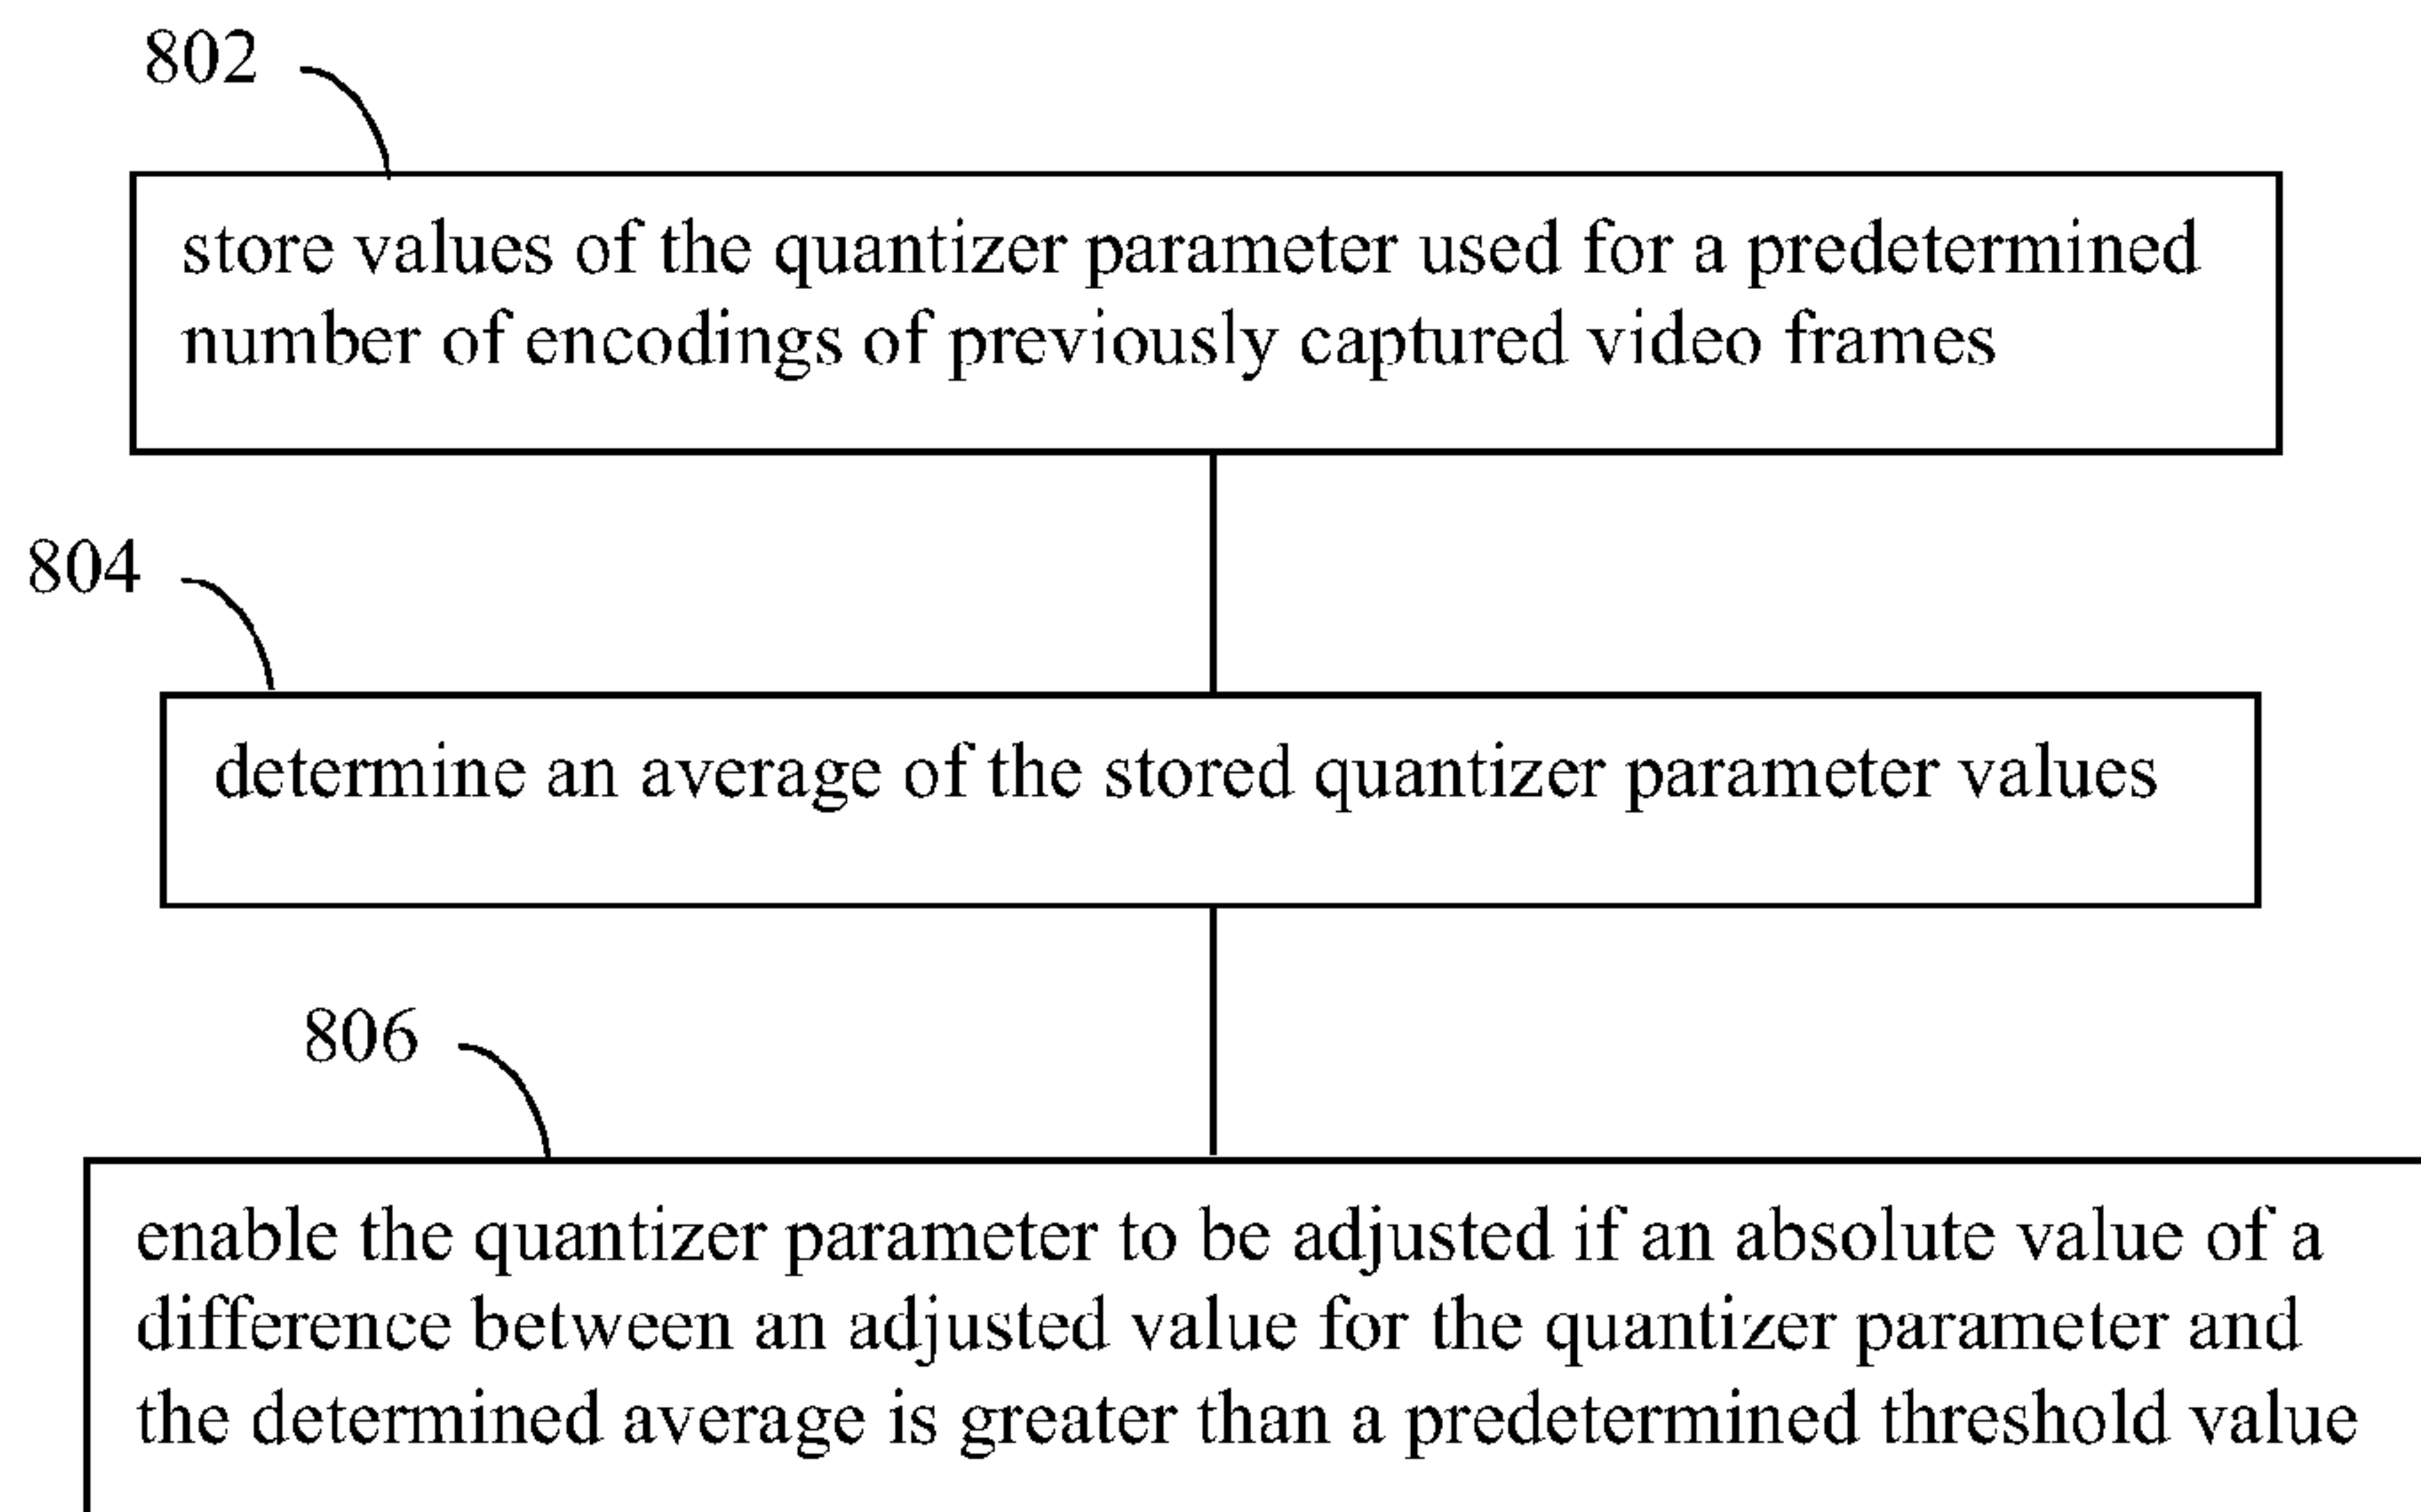 802
store values of the quantizer parameter used for a predetermined
number of encodings of previously captured video frames
804
determine an average of the stored quantizer parameter values
806
enable the quantizer parameter to be adjusted if an absolute value of a
difference between an adjusted value for the quantizer parameter and
the determined average is greater than a predetermined threshold value